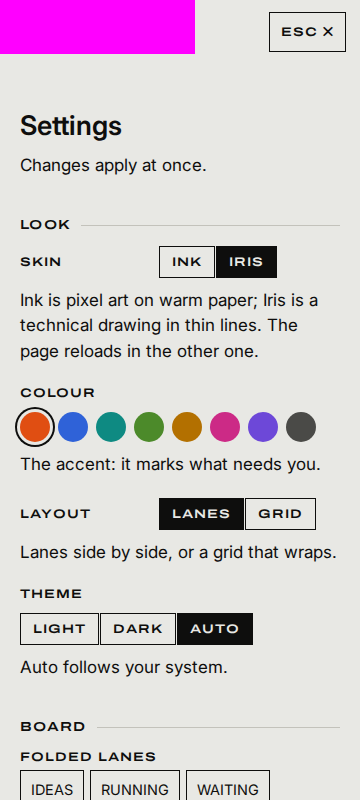 ESC ✕
Settings
Changes apply at once.
LOOK
SKIN
INK IRIS
Ink is pixel art on warm paper; Iris is a
technical drawing in thin lines. The
page reloads in the other one.
COLOUR
The accent: it marks what needs you.
LAYOUT
LANES GRID
Lanes side by side, or a grid that wraps.
THEME
LIGHT DARK AUTO
Auto follows your system.
BOARD
FOLDED LANES
IDEAS RUNNING WAITING